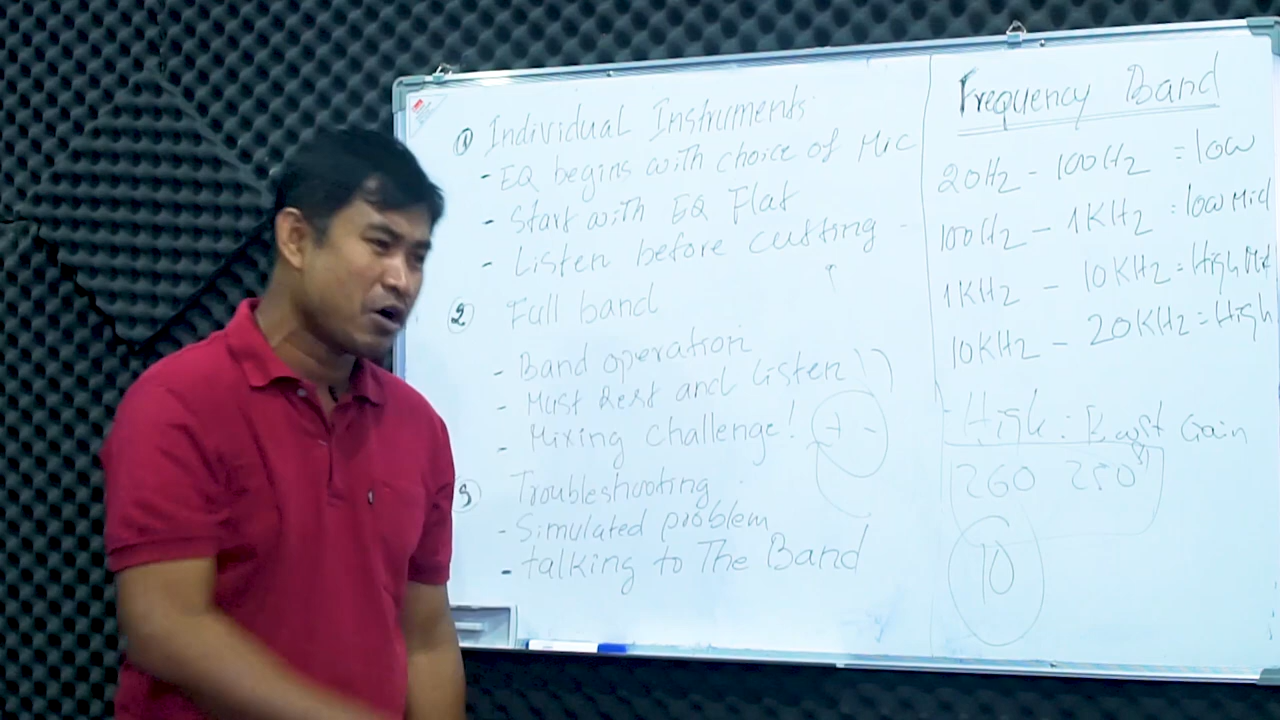 ① Individual Instruments
- EQ begins with choice of Mic
- Start with EQ Flat
- Listen before cutting -
② Full band
- Band operation
- Must Rest and Listen
- Mixing challenge!
+ -
③ Troubleshooting
- Simulated problem
- talking to The Band
Frequency Band
20Hz - 100Hz = low
100Hz - 1KHz = low Mid
1KHz - 10KHz = High Mid
10KHz - 20KHz = High
- High : Gain
260 250
10